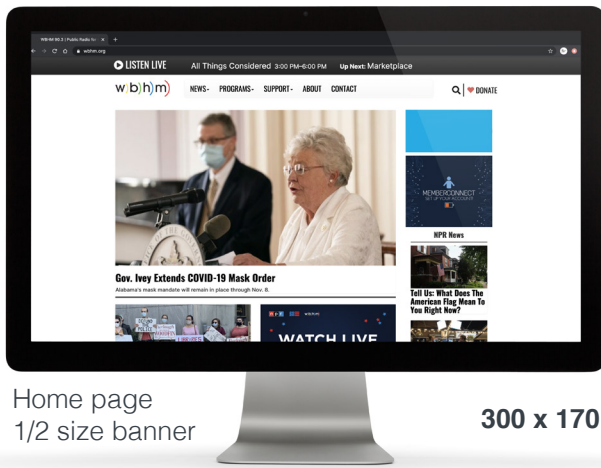 WBHM 90.3 | Public Radio for
wbhm.org
LISTEN LIVE All Things Considered 3:00 PM–6:00 PM Up Next: Marketplace
w)b)h)m) NEWS PROGRAMS SUPPORT ABOUT CONTACT DONATE
MEMBERCONNECT
SET UP YOUR ACCOUNT!
NPR News
Gov. Ivey Extends COVID-19 Mask Order
Alabama's mask mandate will remain in place through Nov. 8.
Tell Us: What Does The
American Flag Mean To
You Right Now?
DEFUND
POLICE
n p r wbhm
WATCH LIVE
Home page
1/2 size banner
300 x 170